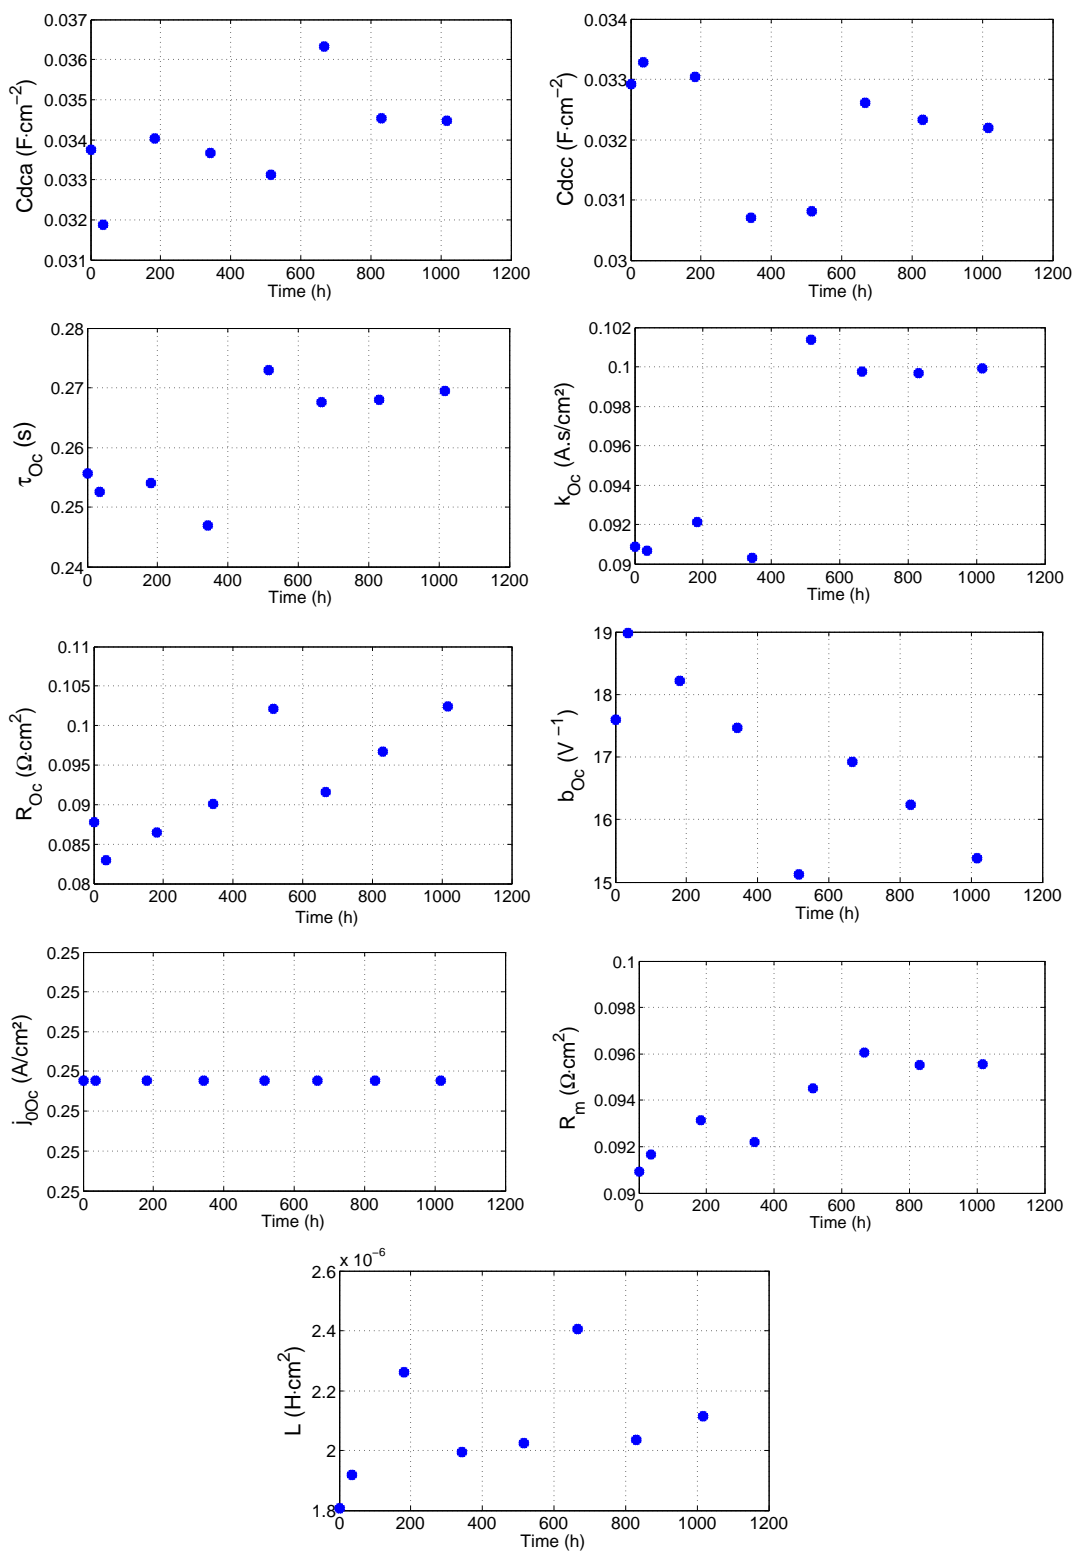 0.037
0.036
0.035
0.034
0.033
0.032
0.031
Cdca (F·cm−2)
0 200 400 600 800 1000 1200
Time (h)
0.034
0.033
0.032
0.031
0.03
Cdcc (F·cm−2)
0 200 400 600 800 1000 1200
Time (h)
0.28
0.27
0.26
0.25
0.24
τOc (s)
0 200 400 600 800 1000 1200
Time (h)
0.102
0.1
0.098
0.096
0.094
0.092
0.09
kOc (A.s/cm²)
0 200 400 600 800 1000 1200
Time (h)
0.11
0.105
0.1
0.095
0.09
0.085
0.08
ROc (Ω·cm2)
0 200 400 600 800 1000 1200
Time (h)
19
18
17
16
15
bOc (V −1)
0 200 400 600 800 1000 1200
Time (h)
0.25
0.25
0.25
0.25
0.25
0.25
0.25
j0Oc (A/cm²)
0 200 400 600 800 1000 1200
Time (h)
0.1
0.098
0.096
0.094
0.092
0.09
Rm (Ω·cm2)
0 200 400 600 800 1000 1200
Time (h)
x 10−6
2.6
2.4
2.2
2
1.8
L (H·cm2)
0 200 400 600 800 1000 1200
Time (h)